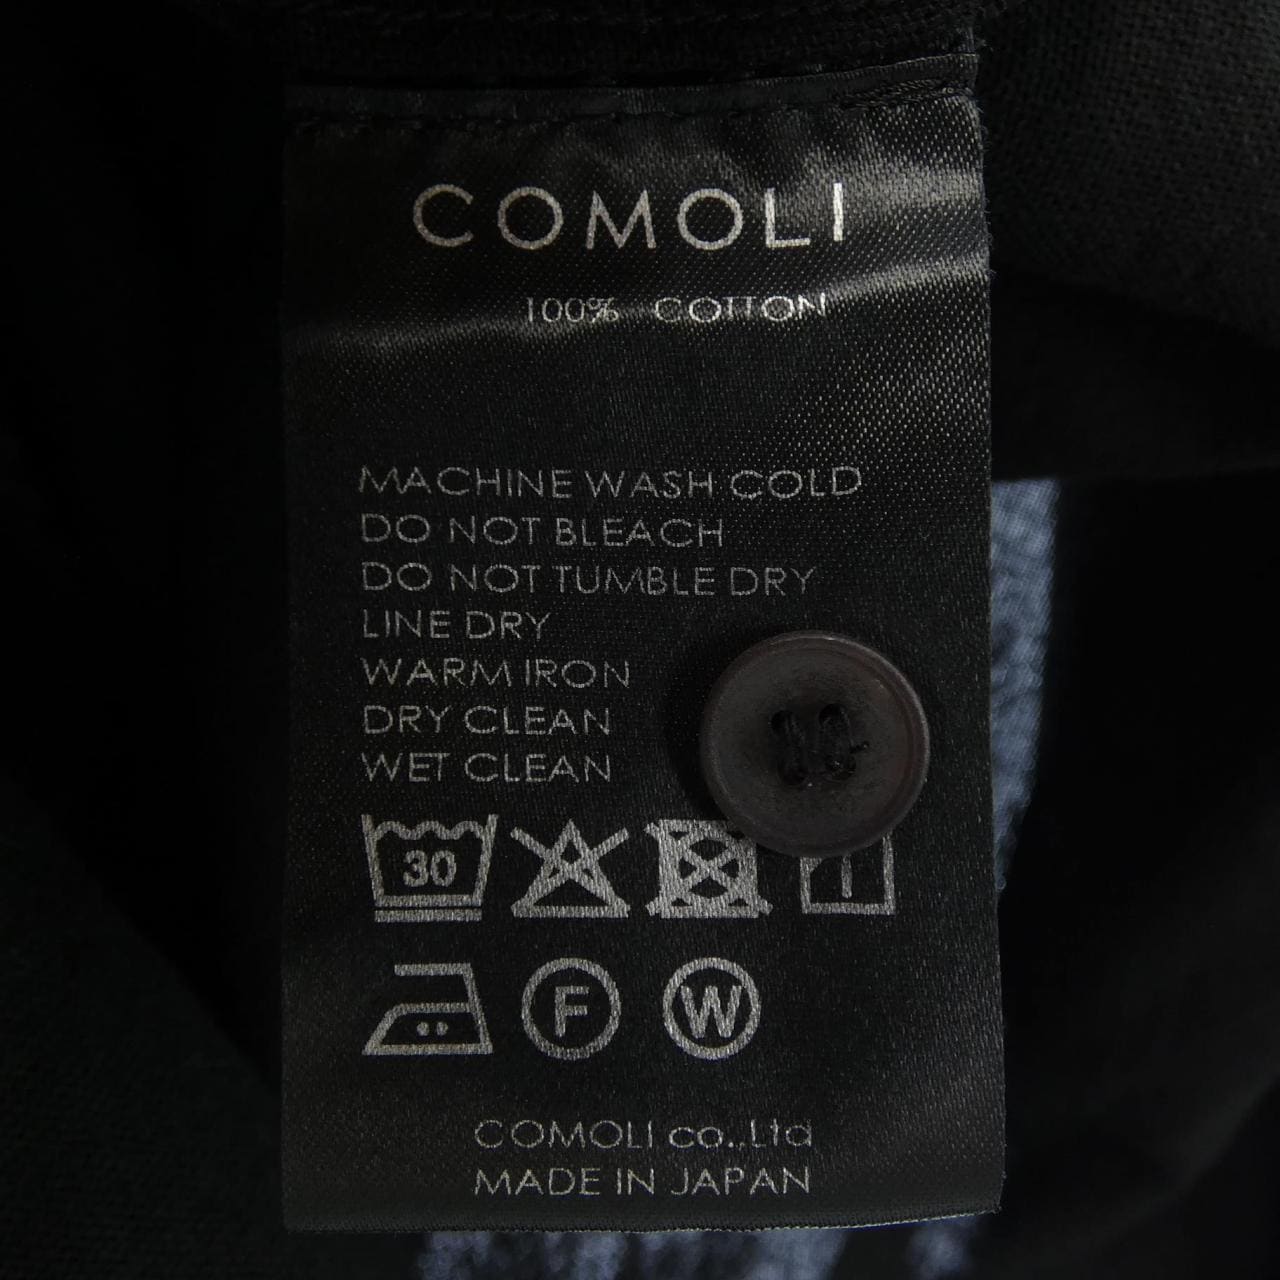 COMOLI
100% COTTON
MACHINE WASH COLD
DO NOT BLEACH
DO NOT TUMBLE DRY
LINE DRY
WARM IRON
DRY CLEAN
WET CLEAN
30
F W
COMOLI co.,Ltd
MADE IN JAPAN